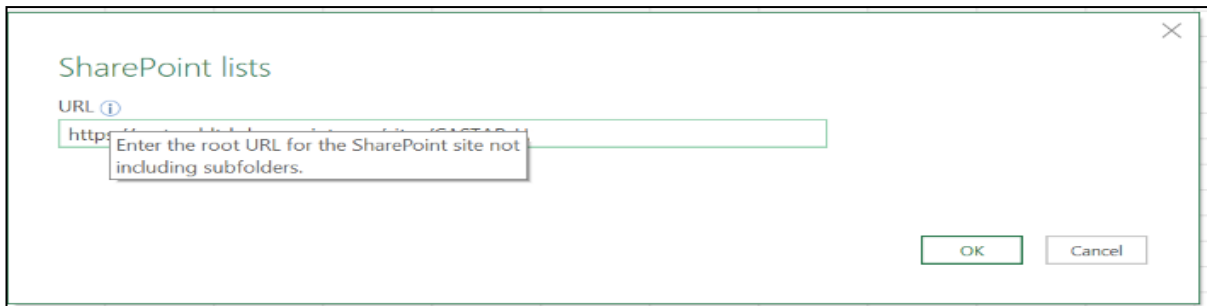 SharePoint lists
URL
https
Enter the root URL for the SharePoint site not
including subfolders.
OK
Cancel